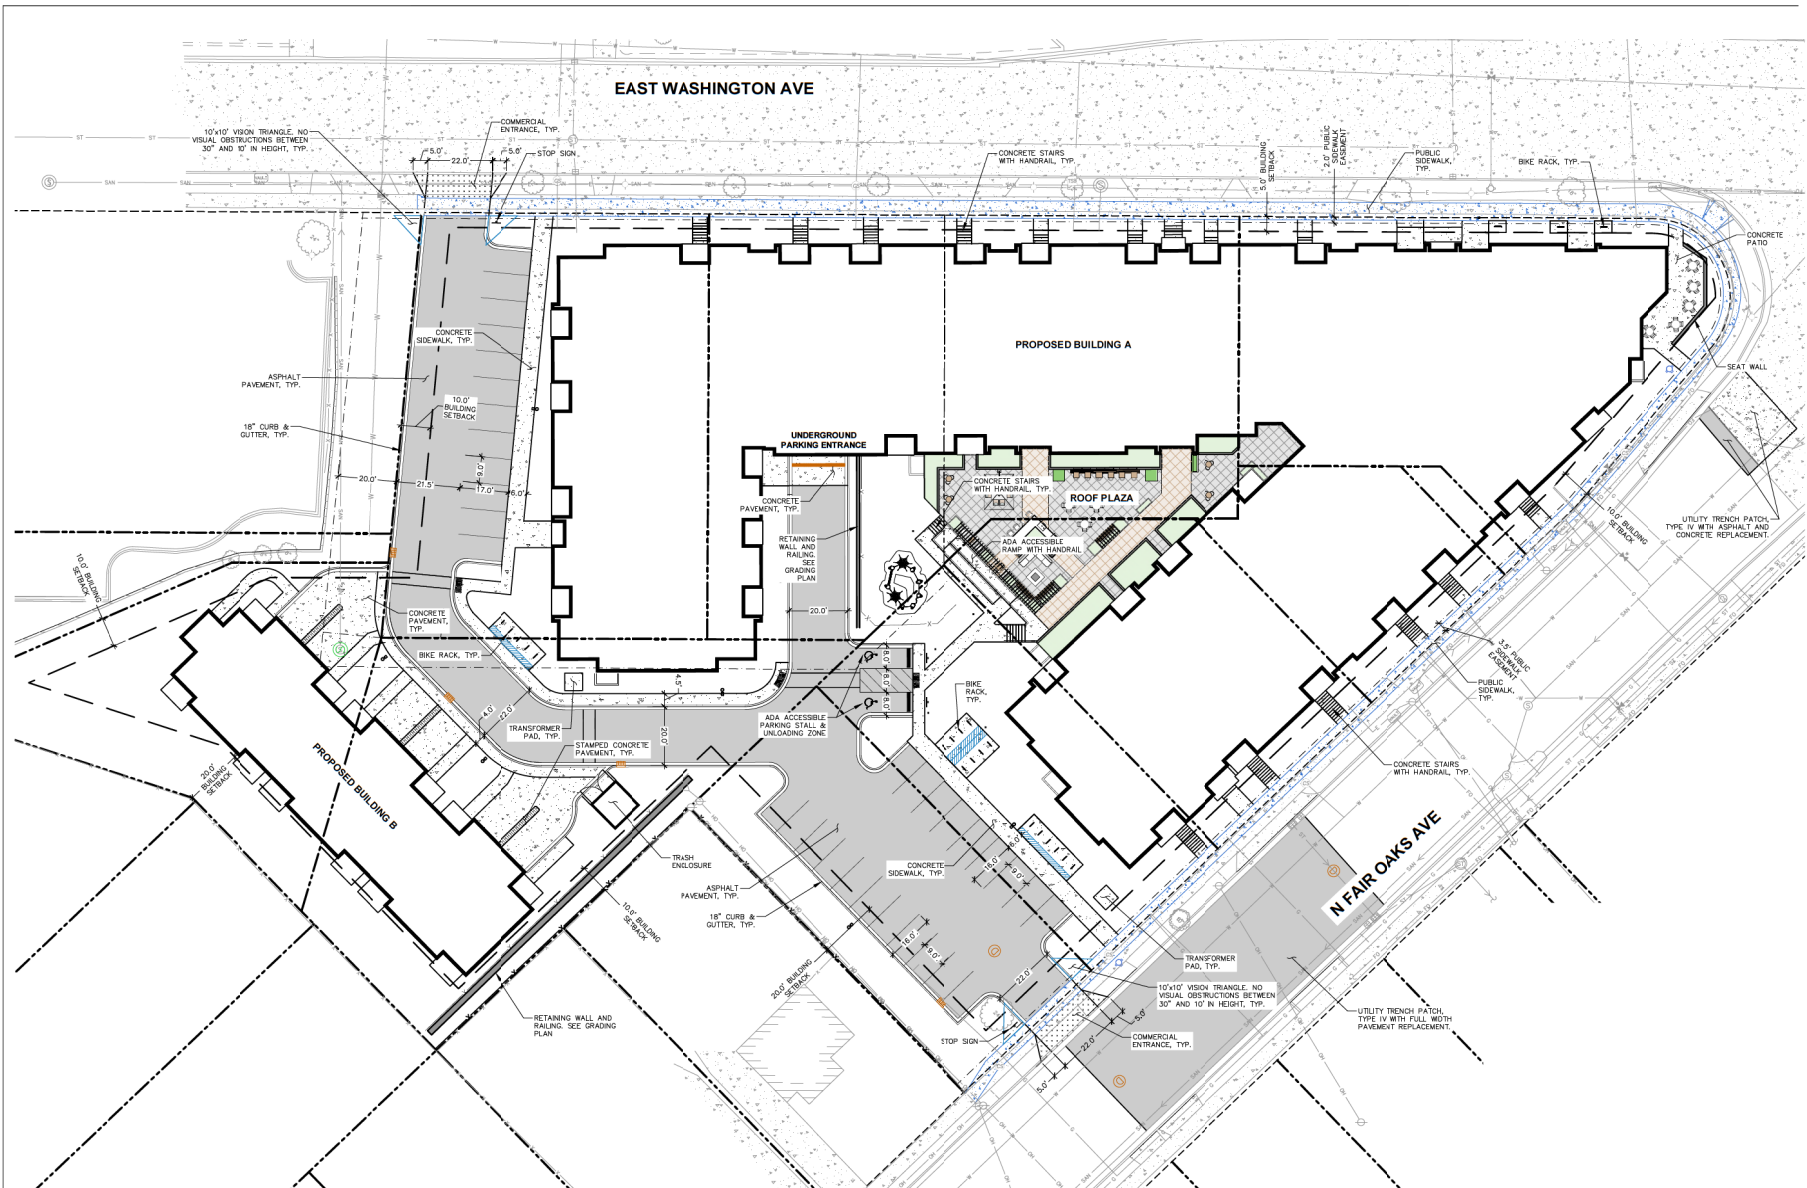 EAST WASHINGTON AVE
10'x10' VISION TRIANGLE. NO
VISUAL OBSTRUCTIONS BETWEEN
30" AND 10' IN HEIGHT, TYP.
COMMERCIAL
ENTRANCE, TYP.
5.0'
22.0'
5.0'
STOP SIGN
CONCRETE STAIRS
WITH HANDRAIL, TYP.
5.0' BUILDING
SETBACK
2.0' PUBLIC
SIDEWALK
EASEMENT
PUBLIC
SIDEWALK,
TYP.
BIKE RACK, TYP.
CONCRETE
PATIO
SEAT WALL
CONCRETE
SIDEWALK, TYP.
ASPHALT
PAVEMENT, TYP.
10.0'
BUILDING
SETBACK
18" CURB &
GUTTER, TYP.
20.0'
21.5'
17.0'
9.0'
6.0'
PROPOSED BUILDING A
UNDERGROUND
PARKING ENTRANCE
CONCRETE
PAVEMENT, TYP.
RETAINING
WALL AND
RAILING.
SEE
GRADING
PLAN
20.0'
CONCRETE STAIRS
WITH HANDRAIL, TYP.
ROOF PLAZA
ADA ACCESSIBLE
RAMP WITH HANDRAIL
10.0' BUILDING
SETBACK
UTILITY TRENCH PATCH,
TYPE IV WITH ASPHALT AND
CONCRETE REPLACEMENT.
10.0' BUILDING
SETBACK
CONCRETE
PAVEMENT,
TYP.
BIKE RACK, TYP.
4.5'
8.0'
8.0'
8.0'
BIKE
RACK,
TYP.
3.5' PUBLIC
SIDEWALK
EASEMENT
PUBLIC
SIDEWALK,
TYP.
4.0'
22.0'
TRANSFORMER
PAD, TYP.
STAMPED CONCRETE
PAVEMENT, TYP.
20.0'
ADA ACCESSIBLE
PARKING STALL &
UNLOADING ZONE
CONCRETE STAIRS
WITH HANDRAIL, TYP.
20.0'
BUILDING
SETBACK
PROPOSED BUILDING B
TRASH
ENCLOSURE
ASPHALT
PAVEMENT, TYP.
18" CURB &
GUTTER, TYP.
CONCRETE
SIDEWALK, TYP.
16.0'
9.0'
6.0'
N FAIR OAKS AVE
10.0' BUILDING
SETBACK
16.0'
9.0'
20.0' BUILDING
SETBACK
22.0'
TRANSFORMER
PAD, TYP.
10'x10' VISION TRIANGLE. NO
VISUAL OBSTRUCTIONS BETWEEN
30" AND 10' IN HEIGHT, TYP.
RETAINING WALL AND
RAILING. SEE GRADING
PLAN
STOP SIGN
5.0'
22.0'
5.0'
COMMERCIAL
ENTRANCE, TYP.
UTILITY TRENCH PATCH,
TYPE IV WITH FULL WIDTH
PAVEMENT REPLACEMENT.